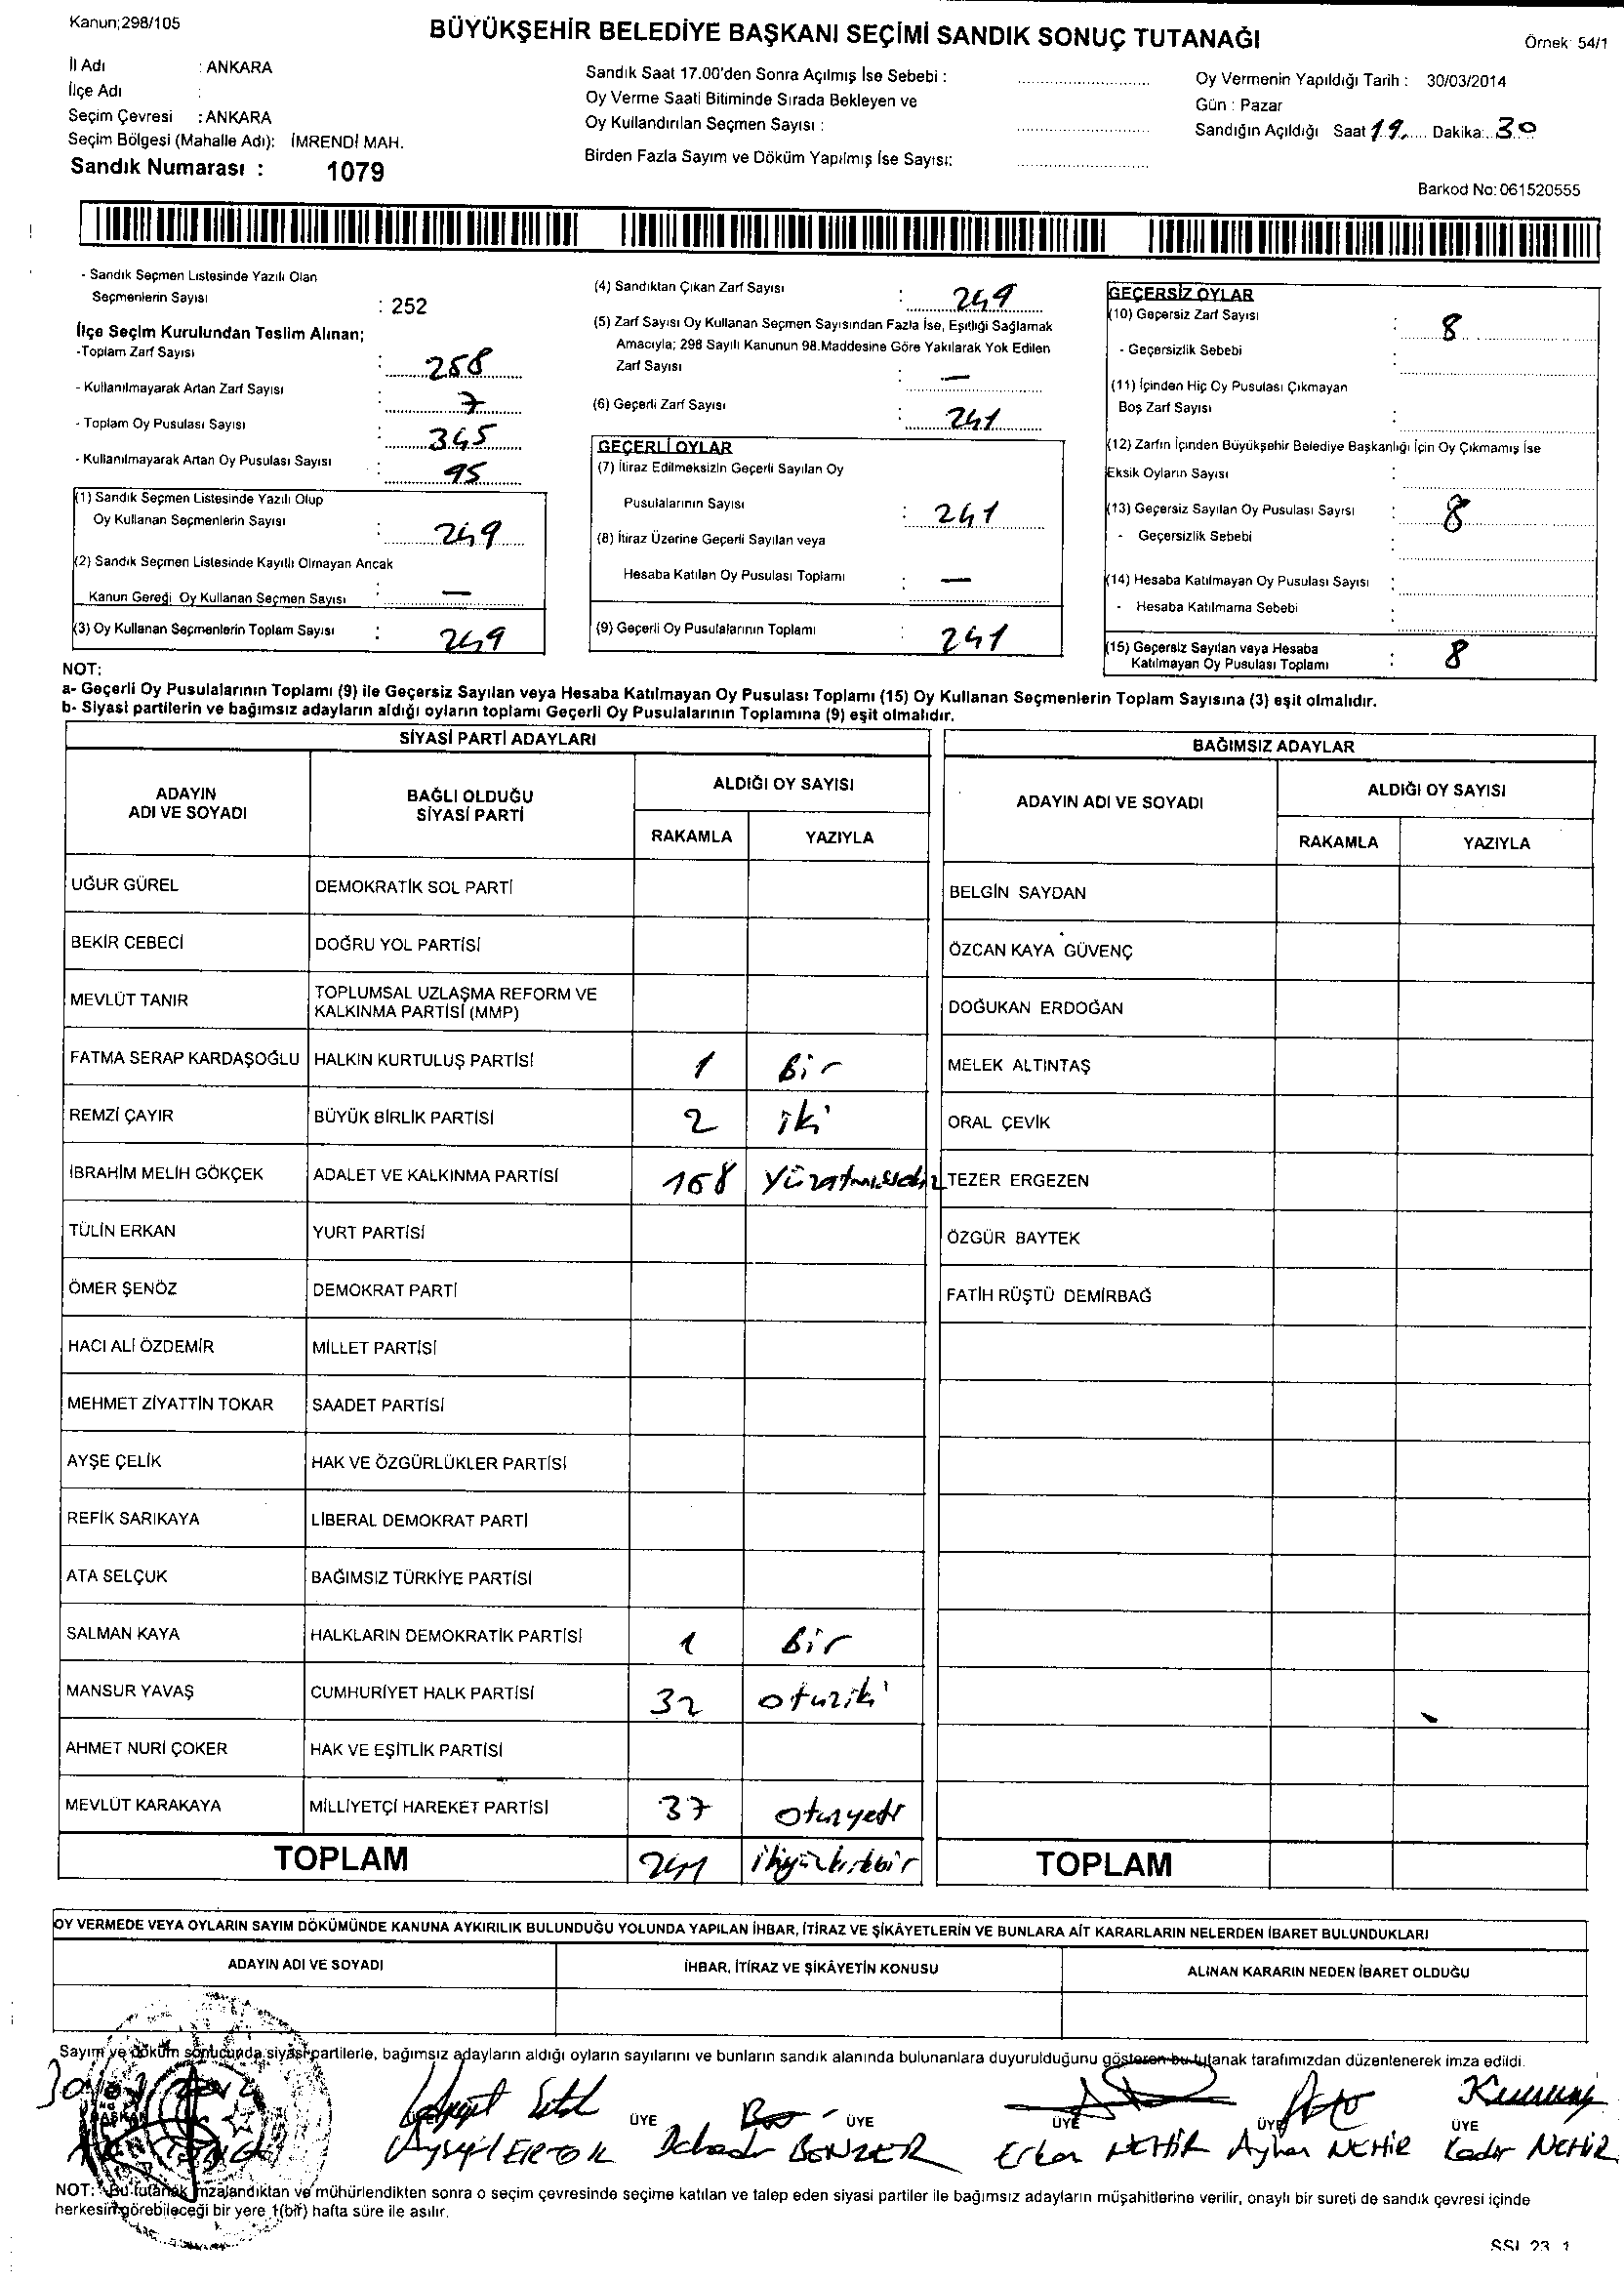 Kanun;298/105
BÜYÜKŞEHİR BELEDİYE BAŞKANI SEÇİMİ SANDIK SONUÇ TUTANAĞI
Örnek 54/1
İl Adı : ANKARA
İlçe Adı :
Seçim Çevresi : ANKARA
Seçim Bölgesi (Mahalle Adı): İMRENDİ MAH.
Sandık Numarası : 1079
Sandık Saat 17.00'den Sonra Açılmış İse Sebebi :
Oy Verme Saati Bitiminde Sırada Bekleyen ve
Oy Kullandırılan Seçmen Sayısı :
Birden Fazla Sayım ve Döküm Yapılmış İse Sayısı:
Oy Vermenin Yapıldığı Tarih : 30/03/2014
Gün : Pazar
Sandığın Açıldığı Saat 19 Dakika: 30
Barkod No: 061520555
- Sandık Seçmen Listesinde Yazılı Olan
Seçmenlerin Sayısı : 252
İlçe Seçim Kurulundan Teslim Alınan;
-Toplam Zarf Sayısı : 258
- Kullanılmayarak Artan Zarf Sayısı : 7
- Toplam Oy Pusulası Sayısı : 345
- Kullanılmayarak Artan Oy Pusulası Sayısı : 95
(1) Sandık Seçmen Listesinde Yazılı Olup
Oy Kullanan Seçmenlerin Sayısı : 249
(2) Sandık Seçmen Listesinde Kayıtlı Olmayan Ancak
Kanun Gereği Oy Kullanan Seçmen Sayısı : —
(3) Oy Kullanan Seçmenlerin Toplam Sayısı : 249
(4) Sandıktan Çıkan Zarf Sayısı : 249
(5) Zarf Sayısı Oy Kullanan Seçmen Sayısından Fazla İse, Eşitliği Sağlamak
Amacıyla; 298 Sayılı Kanunun 98.Maddesine Göre Yakılarak Yok Edilen
Zarf Sayısı : —
(6) Geçerli Zarf Sayısı : 241
GEÇERLİ OYLAR
(7) İtiraz Edilmeksizin Geçerli Sayılan Oy
Pusulalarının Sayısı : 241
(8) İtiraz Üzerine Geçerli Sayılan veya
Hesaba Katılan Oy Pusulası Toplamı : —
(9) Geçerli Oy Pusulalarının Toplamı : 241
GEÇERSİZ OYLAR
(10) Geçersiz Zarf Sayısı : 8
- Geçersizlik Sebebi :
(11) İçinden Hiç Oy Pusulası Çıkmayan
Boş Zarf Sayısı :
(12) Zarfın İçinden Büyükşehir Belediye Başkanlığı İçin Oy Çıkmamış İse
Eksik Oyların Sayısı :
(13) Geçersiz Sayılan Oy Pusulası Sayısı : 8
- Geçersizlik Sebebi :
(14) Hesaba Katılmayan Oy Pusulası Sayısı :
- Hesaba Katılmama Sebebi :
(15) Geçersiz Sayılan veya Hesaba
Katılmayan Oy Pusulası Toplamı : 8
NOT:
a- Geçerli Oy Pusulalarının Toplamı (9) ile Geçersiz Sayılan veya Hesaba Katılmayan Oy Pusulası Toplamı (15) Oy Kullanan Seçmenlerin Toplam Sayısına (3) eşit olmalıdır.
b- Siyasi partilerin ve bağımsız adayların aldığı oyların toplamı Geçerli Oy Pusulalarının Toplamına (9) eşit olmalıdır.
SİYASİ PARTİ ADAYLARI
ADAYIN ADI VE SOYADI
BAĞLI OLDUĞU SİYASİ PARTİ
ALDIĞI OY SAYISI
RAKAMLA YAZIYLA
UĞUR GÜREL DEMOKRATİK SOL PARTİ
BEKİR CEBECİ DOĞRU YOL PARTİSİ
MEVLÜT TANIR TOPLUMSAL UZLAŞMA REFORM VE KALKINMA PARTİSİ (MMP)
FATMA SERAP KARDAŞOĞLU HALKIN KURTULUŞ PARTİSİ 1 Bir
REMZİ ÇAYIR BÜYÜK BİRLİK PARTİSİ 2 iki
İBRAHİM MELİH GÖKÇEK ADALET VE KALKINMA PARTİSİ 168 Yüzatmışsekiz
TÜLİN ERKAN YURT PARTİSİ
ÖMER ŞENÖZ DEMOKRAT PARTİ
HACI ALİ ÖZDEMİR MİLLET PARTİSİ
MEHMET ZİYATTİN TOKAR SAADET PARTİSİ
AYŞE ÇELİK HAK VE ÖZGÜRLÜKLER PARTİSİ
REFİK SARIKAYA LİBERAL DEMOKRAT PARTİ
ATA SELÇUK BAĞIMSIZ TÜRKİYE PARTİSİ
SALMAN KAYA HALKLARIN DEMOKRATİK PARTİSİ 1 Bir
MANSUR YAVAŞ CUMHURİYET HALK PARTİSİ 32 otuziki
AHMET NURİ ÇOKER HAK VE EŞİTLİK PARTİSİ
MEVLÜT KARAKAYA MİLLİYETÇİ HAREKET PARTİSİ 37 Otuzyedi
TOPLAM 241 ikiyüzkırkbir
BAĞIMSIZ ADAYLAR
ADAYIN ADI VE SOYADI
ALDIĞI OY SAYISI
RAKAMLA YAZIYLA
BELGİN SAYDAN
ÖZCAN KAYA GÜVENÇ
DOĞUKAN ERDOĞAN
MELEK ALTINTAŞ
ORAL ÇEVİK
TEZER ERGEZEN
ÖZGÜR BAYTEK
FATİH RÜŞTÜ DEMİRBAĞ
TOPLAM
OY VERMEDE VEYA OYLARIN SAYIM DÖKÜMÜNDE KANUNA AYKIRILIK BULUNDUĞU YOLUNDA YAPILAN İHBAR, İTİRAZ VE ŞİKÂYETLERİN VE BUNLARA AİT KARARLARIN NELERDEN İBARET BULUNDUKLARI
ADAYIN ADI VE SOYADI İHBAR, İTİRAZ VE ŞİKÂYETİN KONUSU ALINAN KARARIN NEDEN İBARET OLDUĞU
Sayım ve döküm sonucunda siyasi partilerle, bağımsız adayların aldığı oyların sayılarını ve bunların sandık alanında bulunanlara duyurulduğunu gösteren bu tutanak tarafımızdan düzenlenerek imza edildi.
30/03/2014
BAŞKAN ÜYE ÜYE ÜYE ÜYE ÜYE
Erkan NEHİR Ayhan NEHİR Kadir NEHİR
NOT: Bu tutanak imzalandıktan ve mühürlendikten sonra o seçim çevresinde seçime katılan ve talep eden siyasi partiler ile bağımsız adayların müşahitlerine verilir, onaylı bir sureti de sandık çevresi içinde
herkesin görebileceği bir yere 1(bir) hafta süre ile asılır.